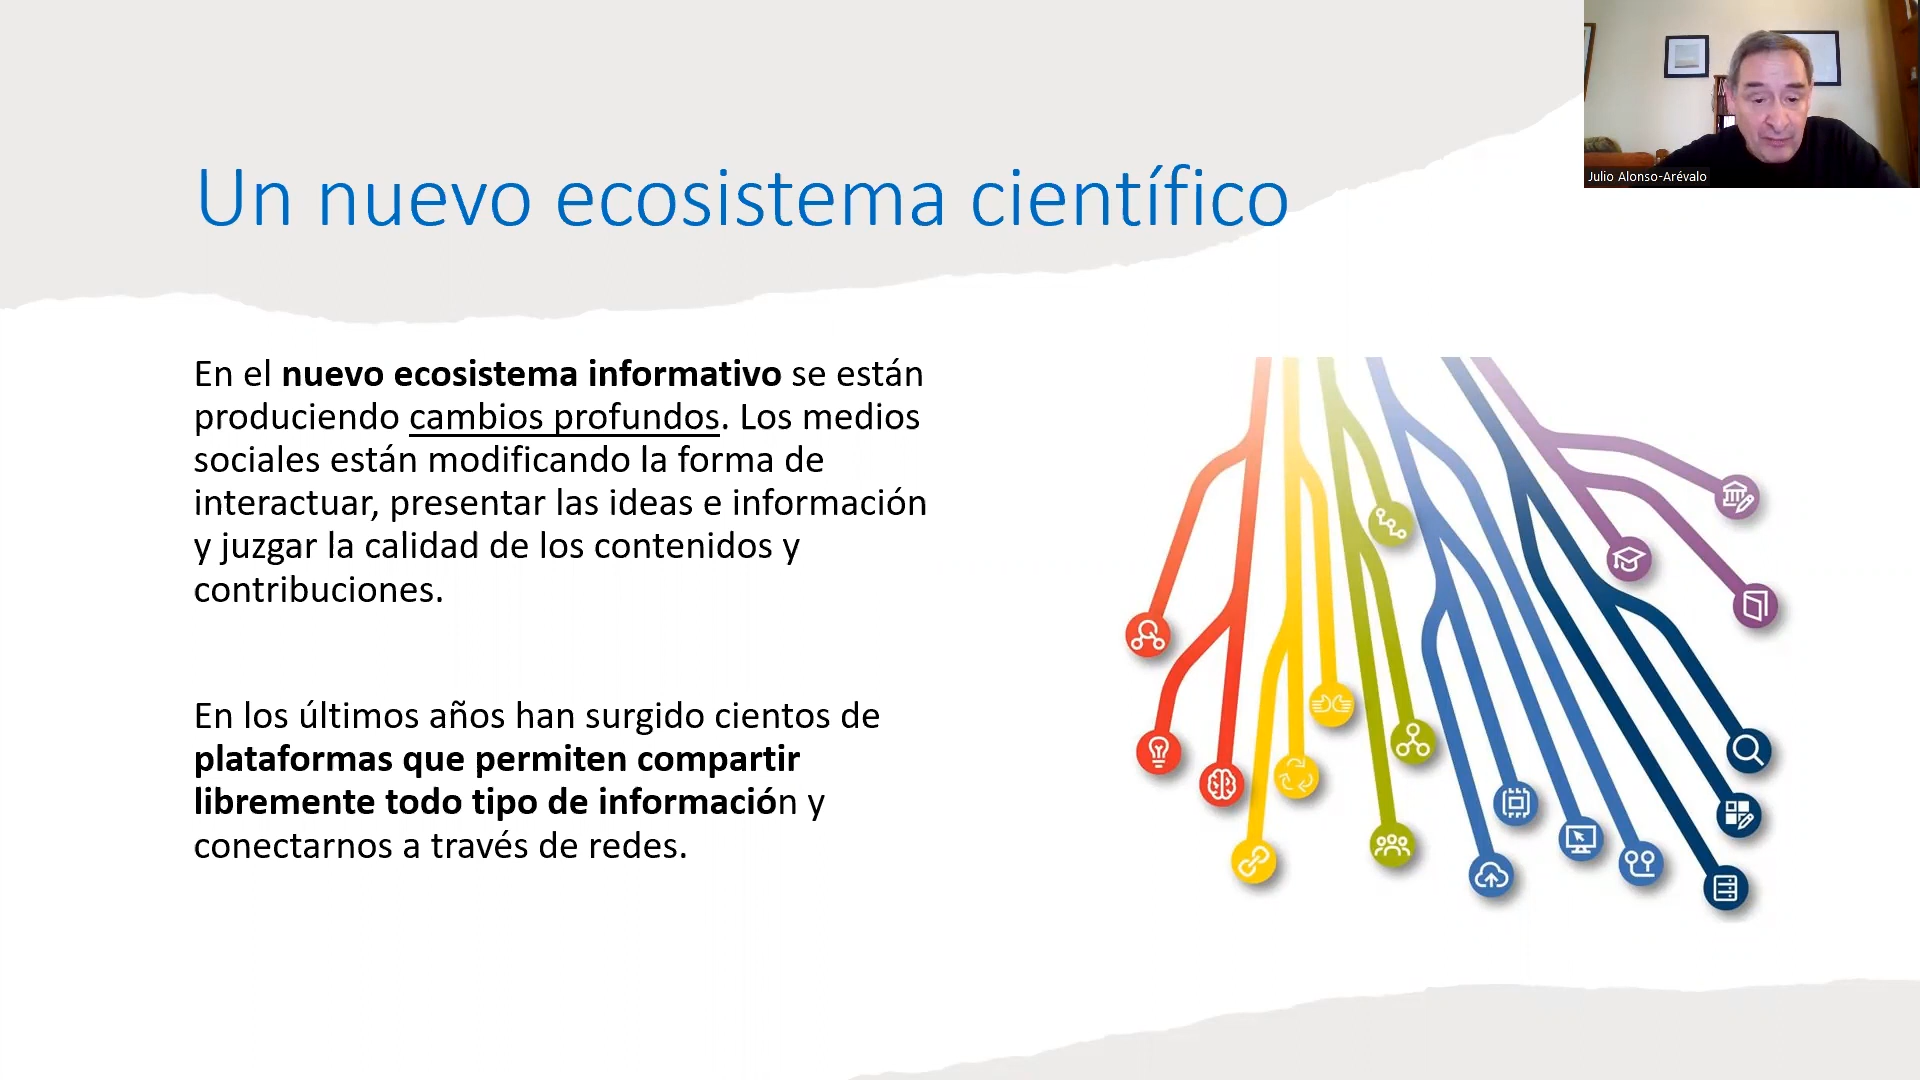 Un nuevo ecosistema científico
Julio Alonso-Arévalo
En el nuevo ecosistema informativo se están
produciendo cambios profundos. Los medios
sociales están modificando la forma de
interactuar, presentar las ideas e información
y juzgar la calidad de los contenidos y
contribuciones.
En los últimos años han surgido cientos de
plataformas que permiten compartir
libremente todo tipo de información y
conectarnos a través de redes.